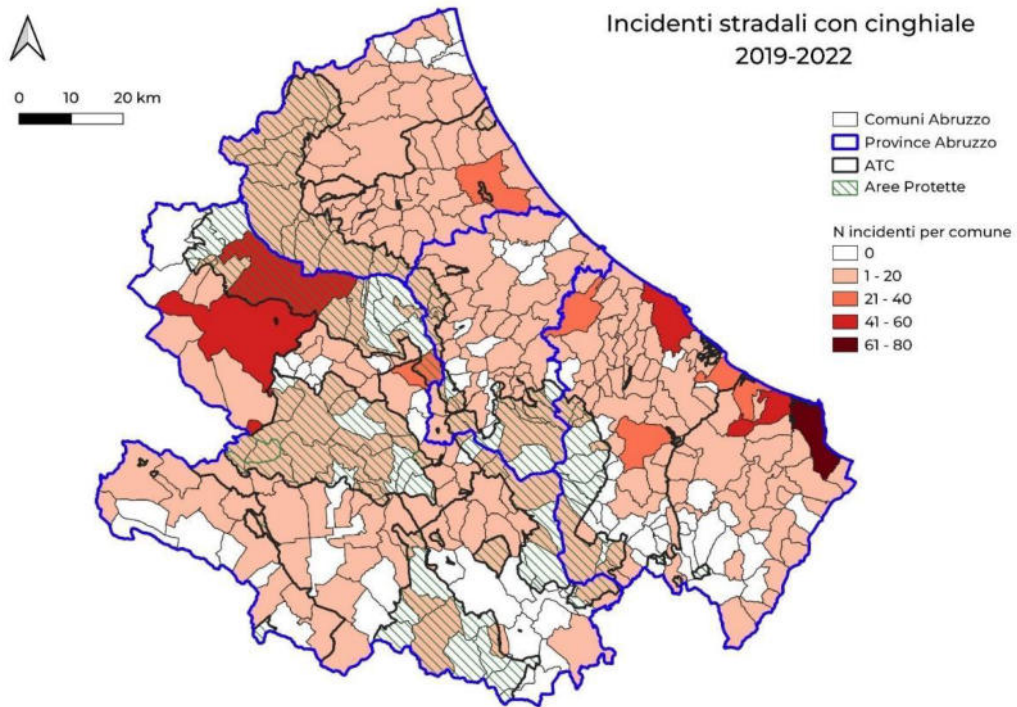 Incidenti stradali con cinghiale
2019-2022
0 10 20 km
Comuni Abruzzo
Province Abruzzo
ATC
Aree Protette
N incidenti per comune
0
1 - 20
21 - 40
41 - 60
61 - 80